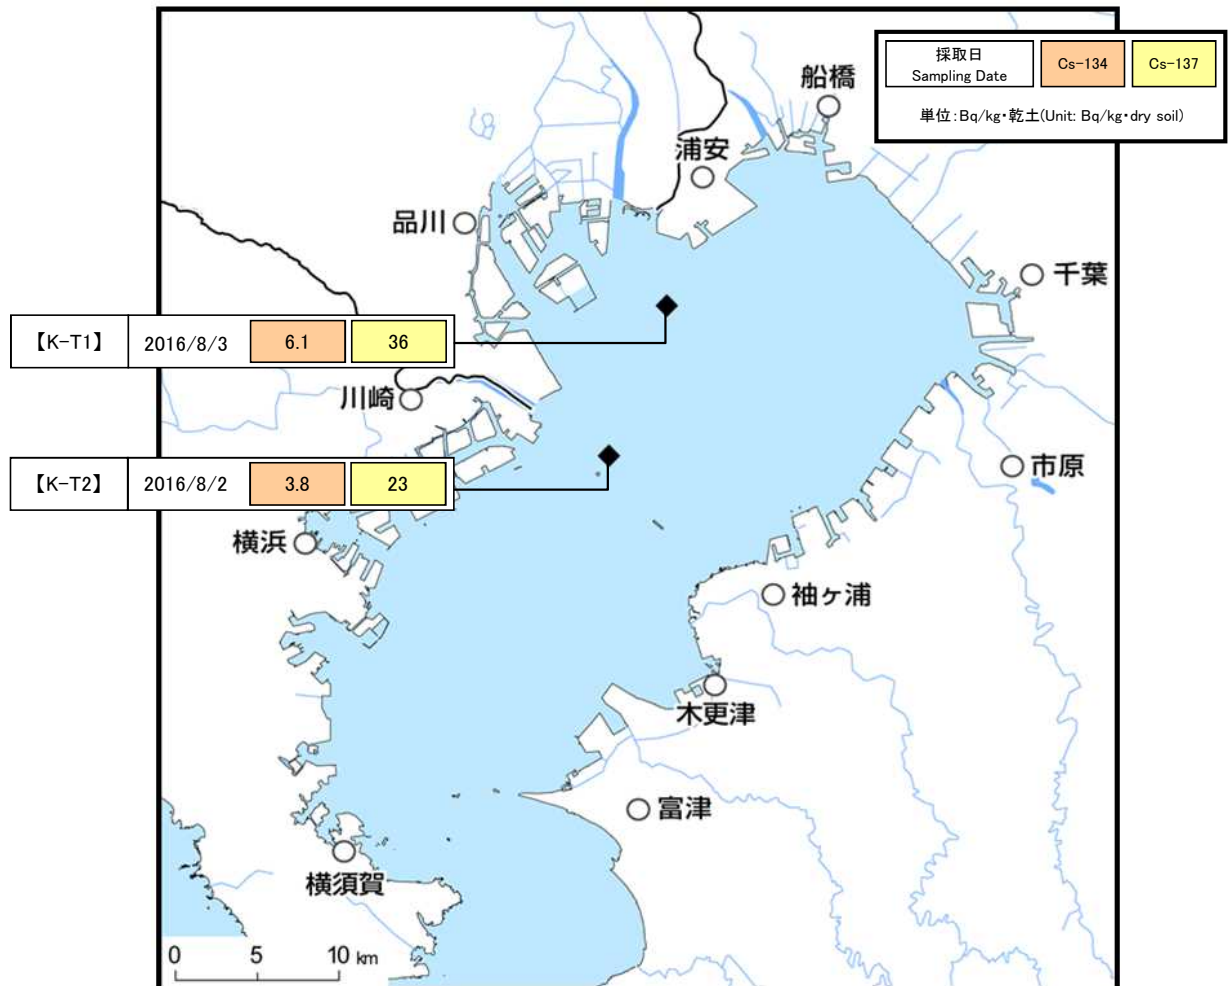 採取日
Sampling Date
Cs-134
Cs-137
単位:Bq/kg・乾土(Unit: Bq/kg・dry soil)
船橋
浦安
品川
千葉
【K-T1】 2016/8/3 6.1 36
川崎
市原
【K-T2】 2016/8/2 3.8 23
横浜
袖ヶ浦
木更津
富津
横須賀
0 5 10 km